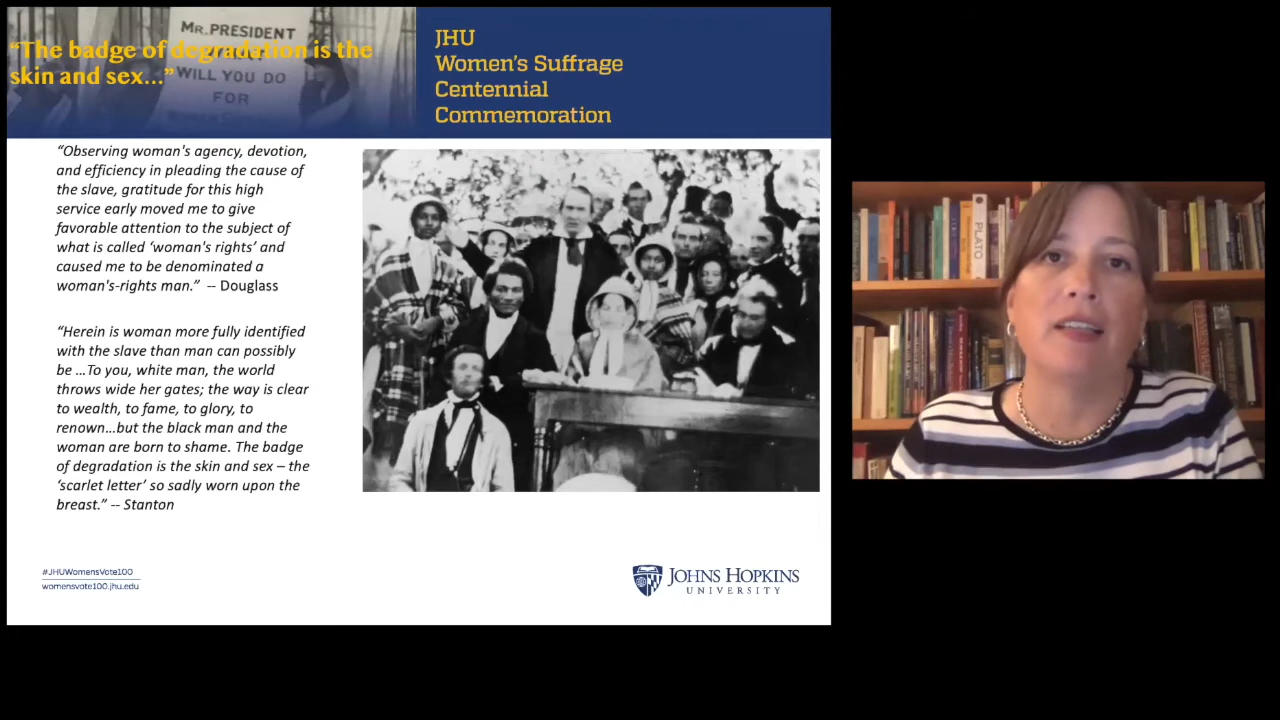 “The badge of degradation is the
skin and sex...”
MR. PRESIDENT
WILL YOU DO
FOR
JHU
Women’s Suffrage
Centennial
Commemoration
“Observing woman's agency, devotion,
and efficiency in pleading the cause of
the slave, gratitude for this high
service early moved me to give
favorable attention to the subject of
what is called ‘woman's rights’ and
caused me to be denominated a
woman's-rights man.” -- Douglass
“Herein is woman more fully identified
with the slave than man can possibly
be …To you, white man, the world
throws wide her gates; the way is clear
to wealth, to fame, to glory, to
renown…but the black man and the
woman are born to shame. The badge
of degradation is the skin and sex – the
‘scarlet letter’ so sadly worn upon the
breast.” -- Stanton
#JHUWomensVote100
womensvote100.jhu.edu
JOHNS HOPKINS
UNIVERSITY
PLATO